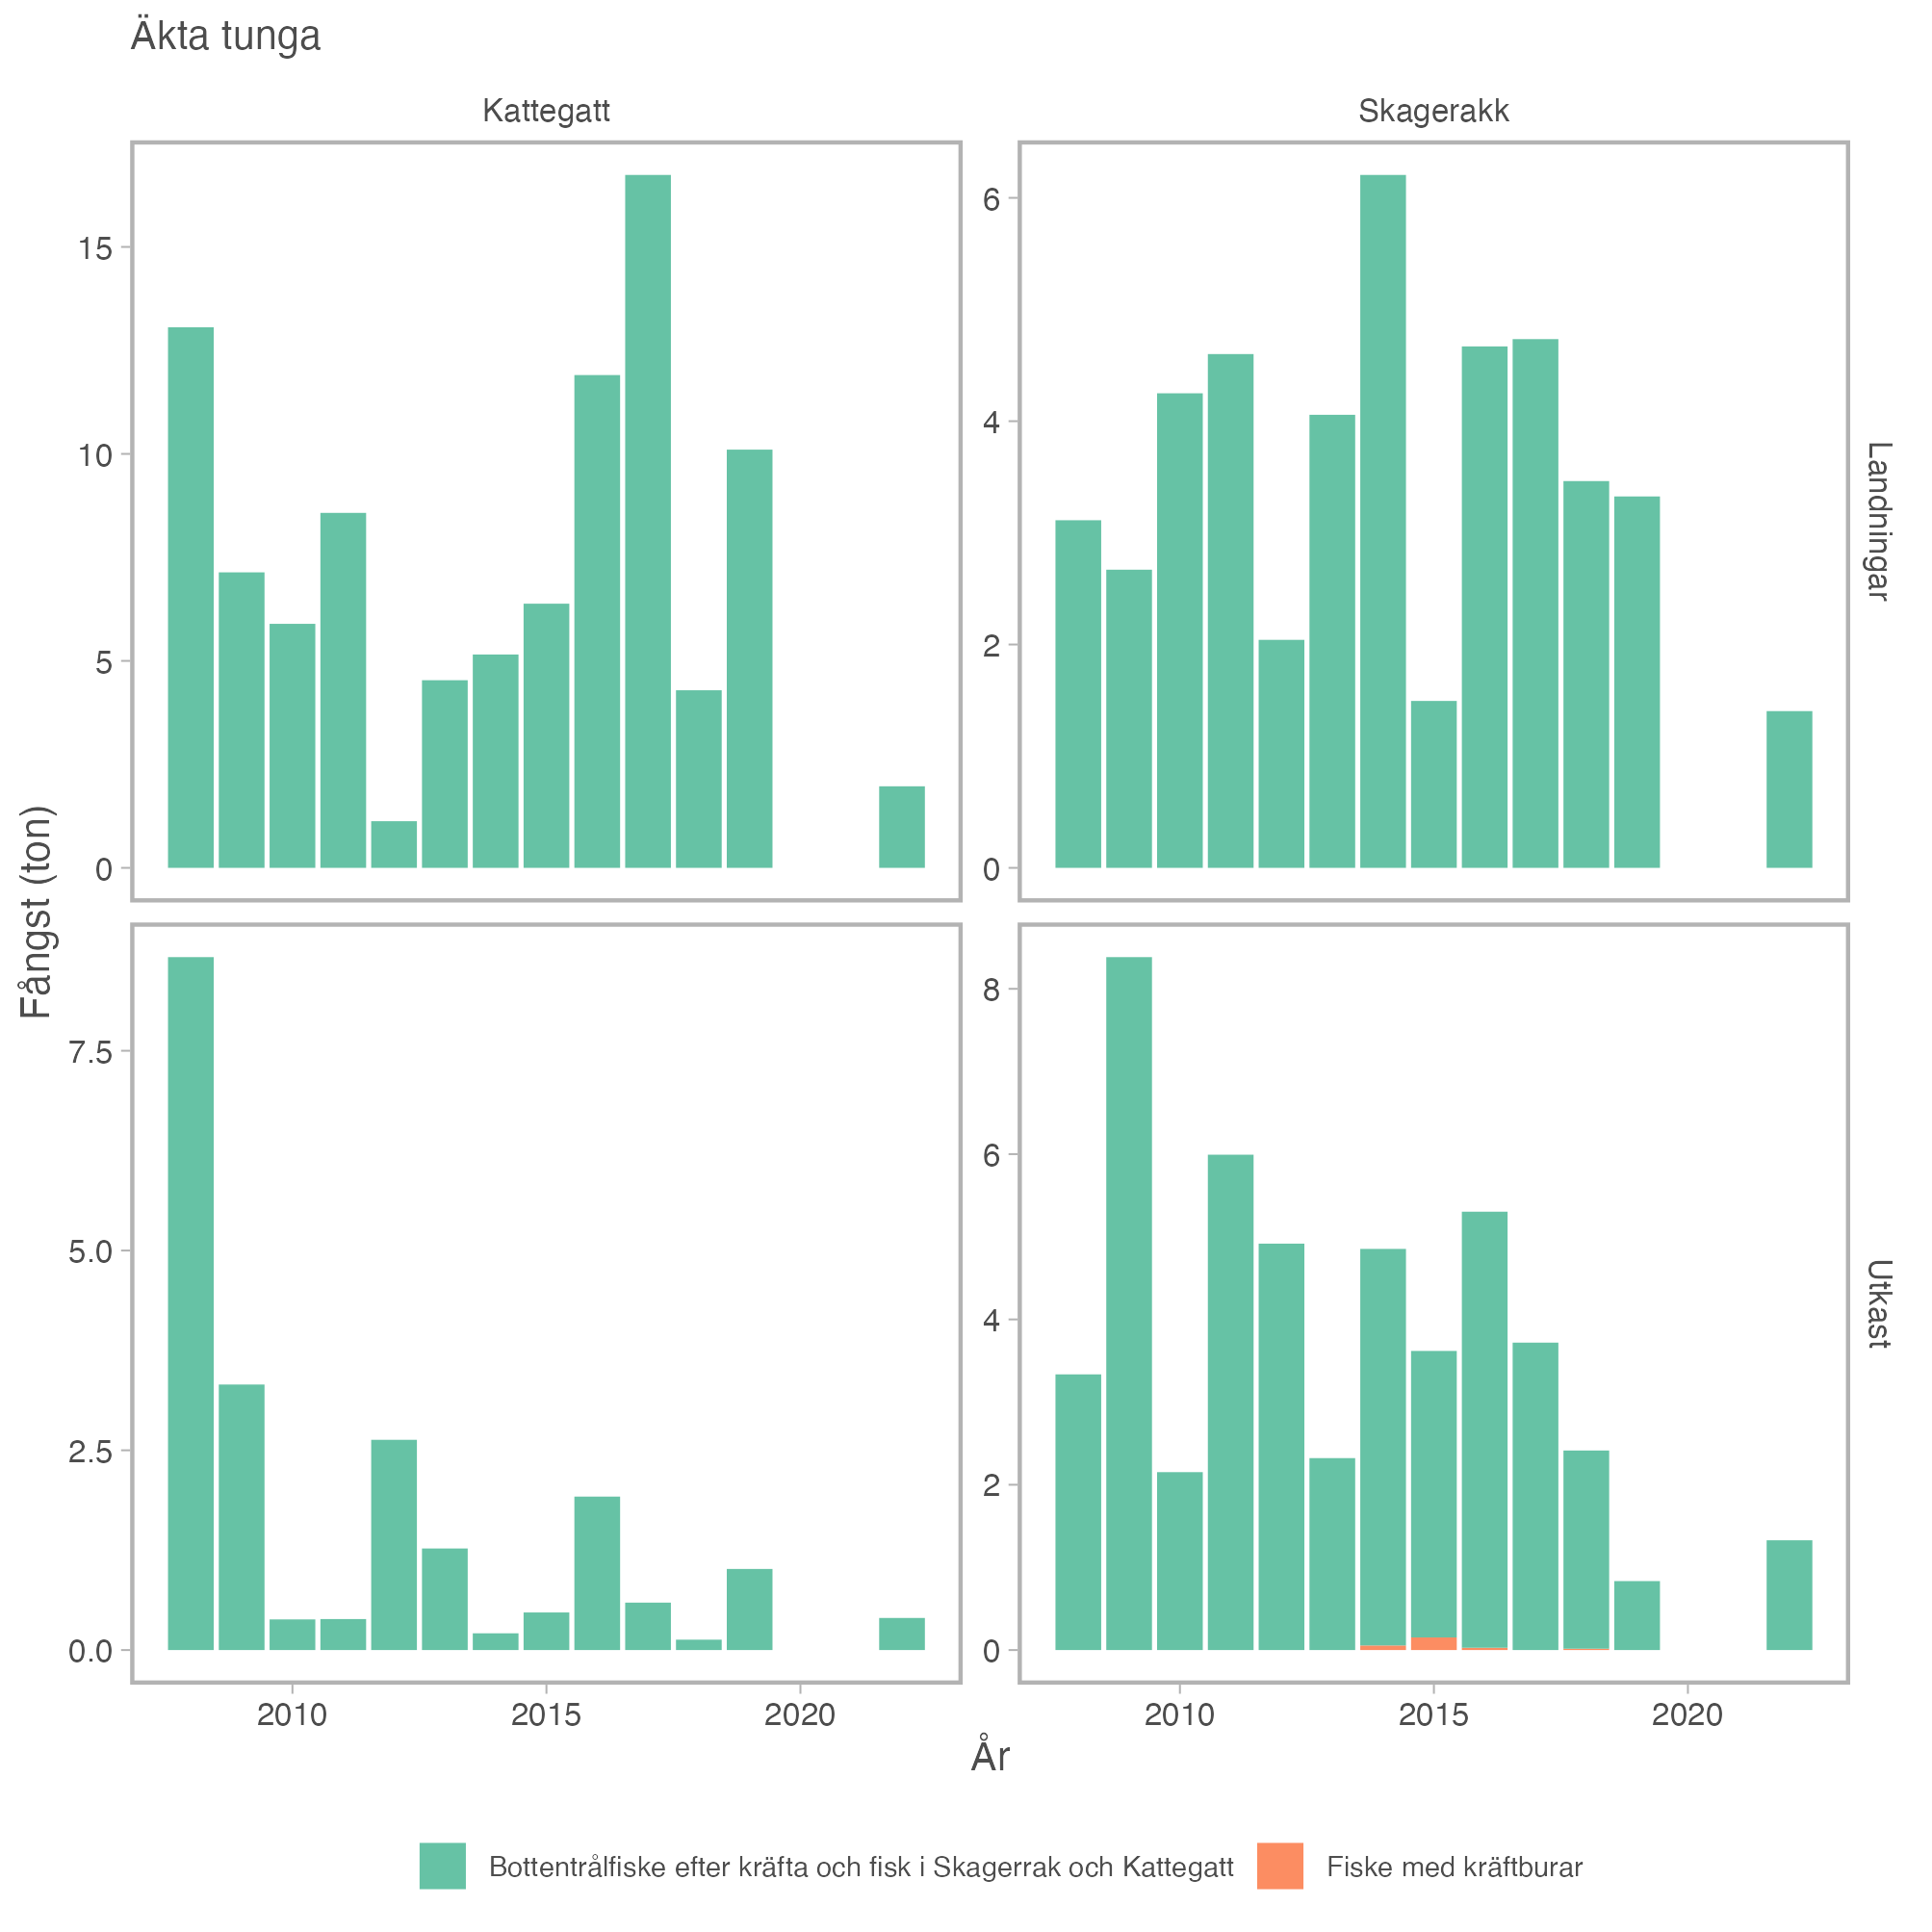 Äkta tunga
Kattegatt
Skagerakk
15
10
5
0
6
4
2
0
Landningar
Fångst (ton)
7.5
5.0
2.5
0.0
8
6
4
2
0
Utkast
2010 2015 2020
2010 2015 2020
År
Bottentrålfiske efter kräfta och fisk i Skagerrak och Kattegatt
Fiske med kräftburar